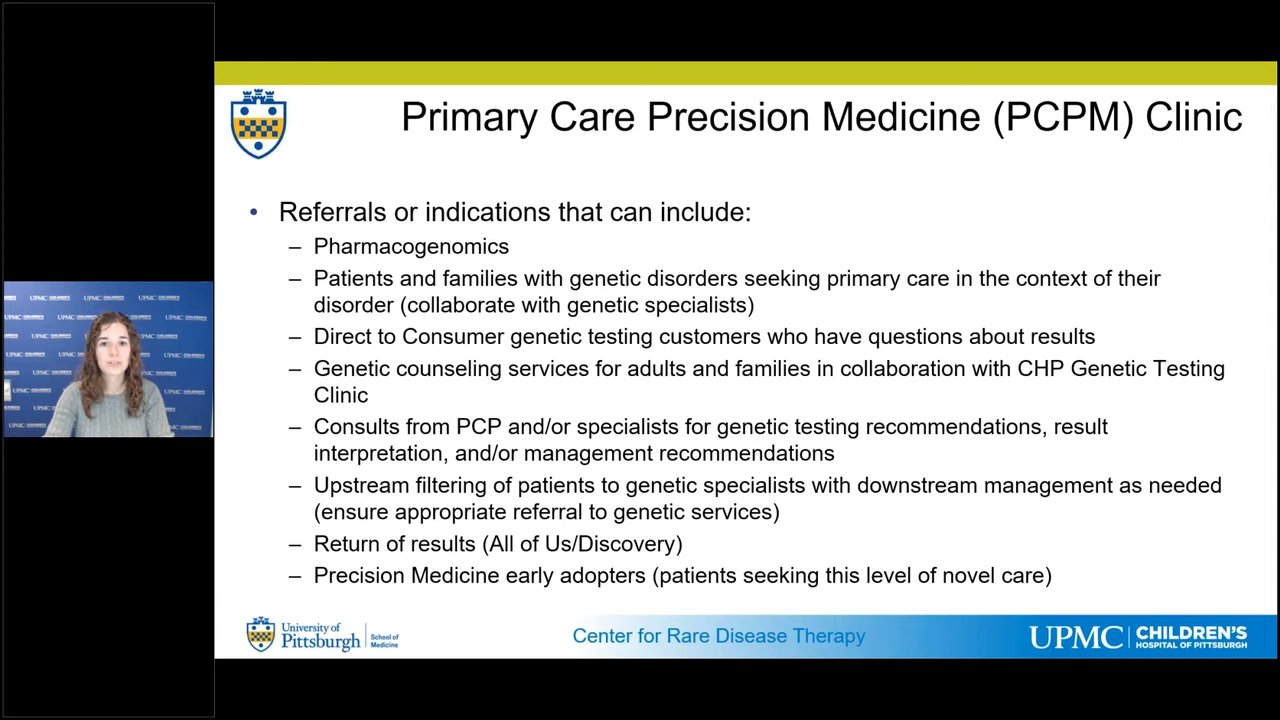 Primary Care Precision Medicine (PCPM) Clinic
• Referrals or indications that can include:
– Pharmacogenomics
– Patients and families with genetic disorders seeking primary care in the context of their
disorder (collaborate with genetic specialists)
– Direct to Consumer genetic testing customers who have questions about results
– Genetic counseling services for adults and families in collaboration with CHP Genetic Testing
Clinic
– Consults from PCP and/or specialists for genetic testing recommendations, result
interpretation, and/or management recommendations
– Upstream filtering of patients to genetic specialists with downstream management as needed
(ensure appropriate referral to genetic services)
– Return of results (All of Us/Discovery)
– Precision Medicine early adopters (patients seeking this level of novel care)
University of
Pittsburgh
School of
Medicine
Center for Rare Disease Therapy
UPMC
CHILDREN'S
HOSPITAL OF PITTSBURGH